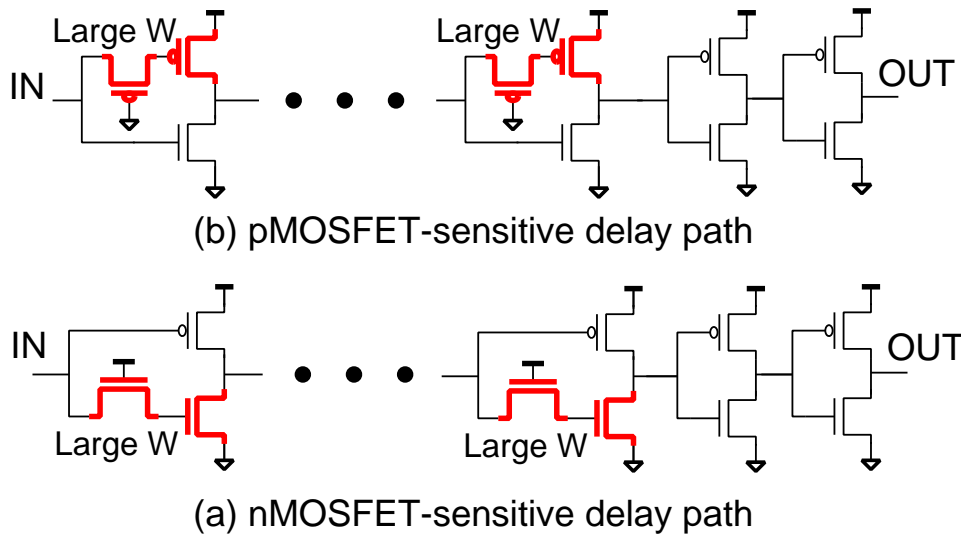 Large W
Large W
IN
OUT
(b) pMOSFET-sensitive delay path
IN
OUT
Large W
Large W
(a) nMOSFET-sensitive delay path